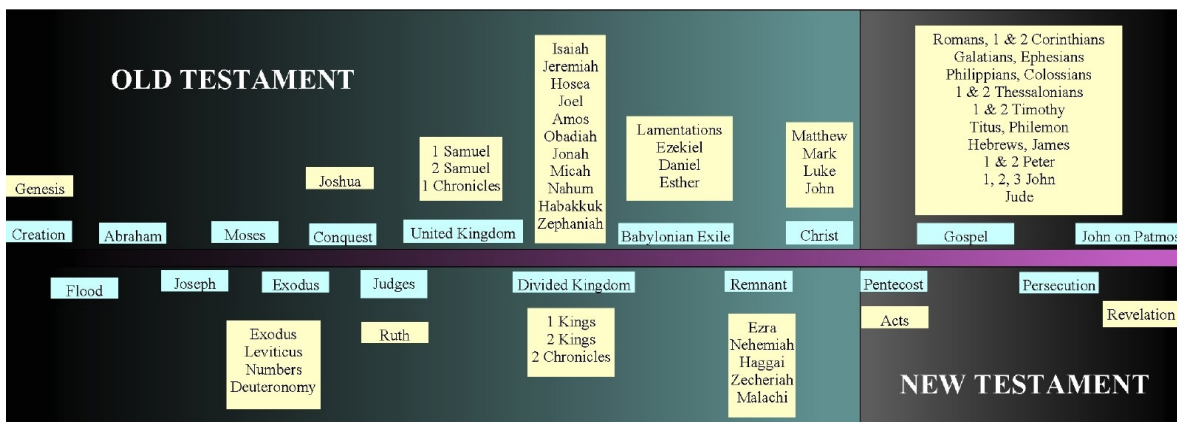 OLD TESTAMENT
Genesis
Creation
Flood
Abraham
Joseph
Moses
Exodus
Exodus
Leviticus
Numbers
Deuteronomy
Joshua
Conquest
Judges
Ruth
1 Samuel
2 Samuel
1 Chronicles
United Kingdom
Isaiah
Jeremiah
Hosea
Joel
Amos
Obadiah
Jonah
Micah
Nahum
Habakkuk
Zephaniah
Divided Kingdom
1 Kings
2 Kings
2 Chronicles
Lamentations
Ezekiel
Daniel
Esther
Babylonian Exile
Remnant
Ezra
Nehemiah
Haggai
Zecheriah
Malachi
Matthew
Mark
Luke
John
Christ
Pentecost
Acts
Romans, 1 & 2 Corinthians
Galatians, Ephesians
Philippians, Colossians
1 & 2 Thessalonians
1 & 2 Timothy
Titus, Philemon
Hebrews, James
1 & 2 Peter
1, 2, 3 John
Jude
Gospel
Persecution
John on Patmos
Revelation
NEW TESTAMENT